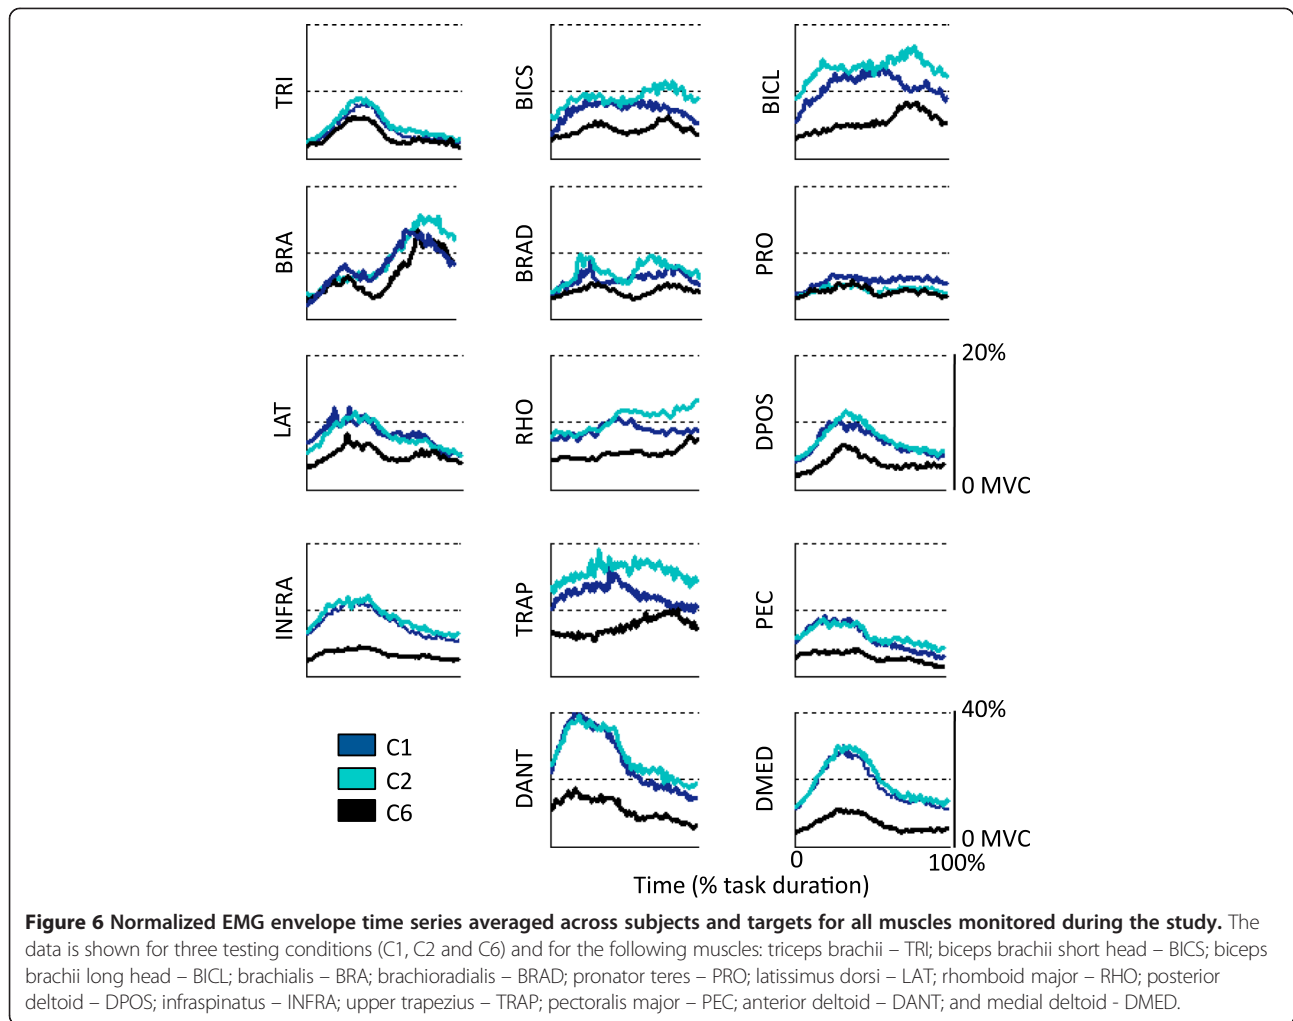 TRI
BICS
BICL
BRA
BRAD
PRO
LAT
RHO
DPOS
20%
0 MVC
INFRA
TRAP
PEC
C1
C2
C6
DANT
DMED
40%
0 MVC
0
100%
Time (% task duration)
Figure 6 Normalized EMG envelope time series averaged across subjects and targets for all muscles monitored during the study. The
data is shown for three testing conditions (C1, C2 and C6) and for the following muscles: triceps brachii – TRI; biceps brachii short head – BICS; biceps
brachii long head – BICL; brachialis – BRA; brachioradialis – BRAD; pronator teres – PRO; latissimus dorsi – LAT; rhomboid major – RHO; posterior
deltoid – DPOS; infraspinatus – INFRA; upper trapezius – TRAP; pectoralis major – PEC; anterior deltoid – DANT; and medial deltoid - DMED.